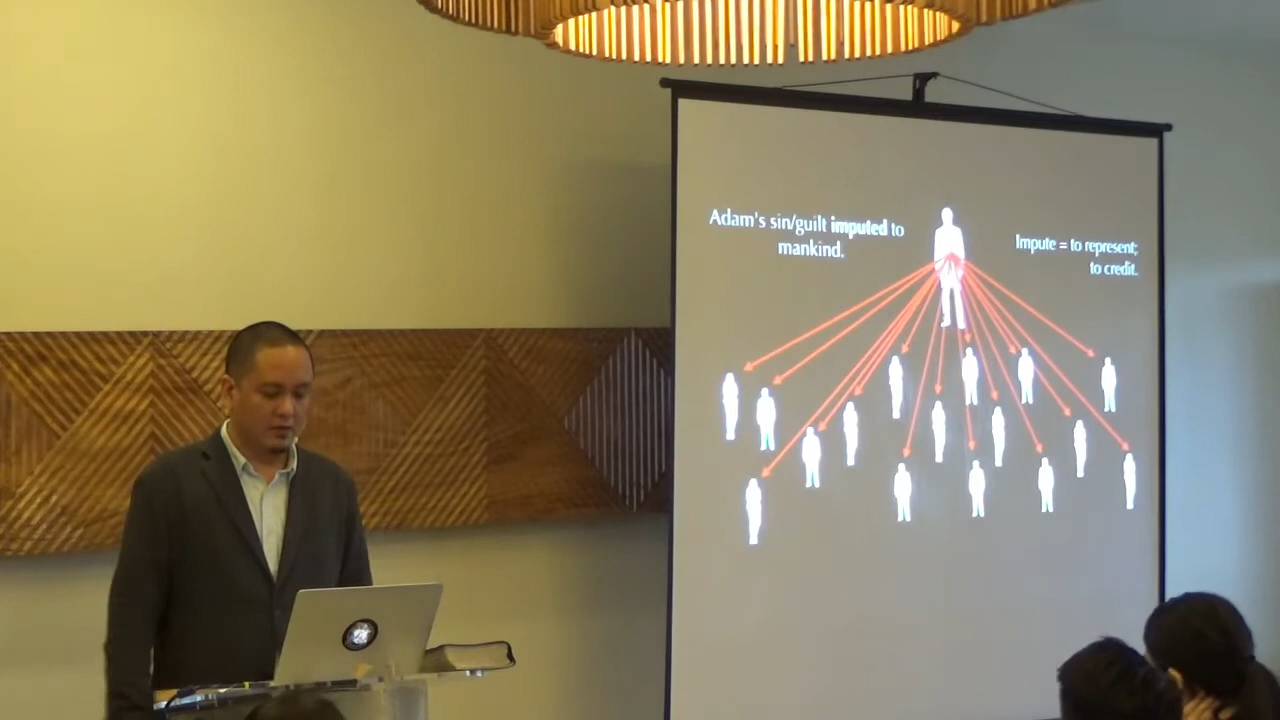 Adam's sin/guilt imputed to
mankind.
Impute = to represent;
to credit.